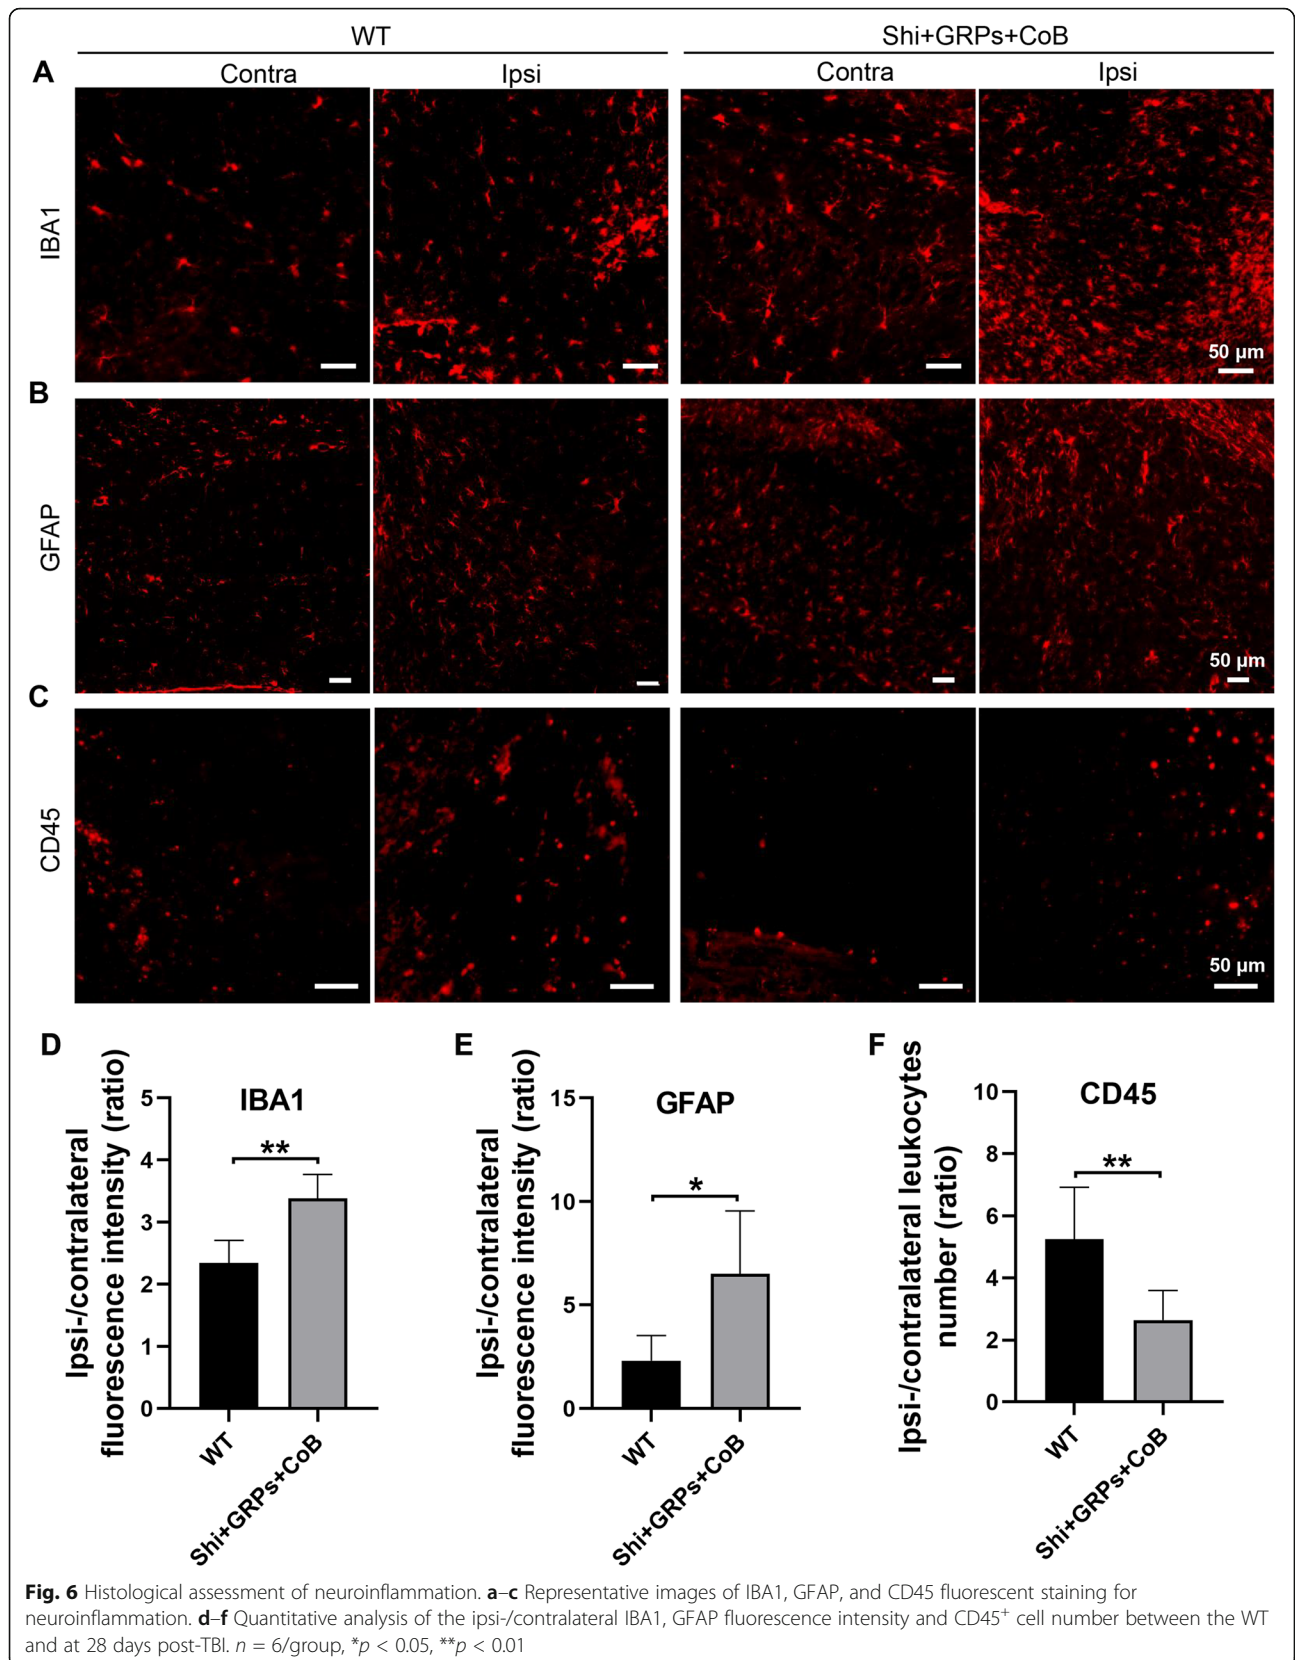 WT
Shi+GRPs+CoB
A
Contra
Ipsi
Contra
Ipsi
IBA1
50 µm
B
GFAP
50 µm
C
CD45
50 µm
D
IBA1
Ipsi-/contralateral
fluorescence intensity (ratio)
5
4
3
2
1
0
**
WT
Shi+GRPs+CoB
E
GFAP
Ipsi-/contralateral
fluorescence intensity (ratio)
15
10
5
0
*
WT
Shi+GRPs+CoB
F
CD45
Ipsi-/contralateral leukocytes
number (ratio)
10
8
6
4
2
0
**
WT
Shi+GRPs+CoB
Fig. 6 Histological assessment of neuroinflammation. a–c Representative images of IBA1, GFAP, and CD45 fluorescent staining for
neuroinflammation. d–f Quantitative analysis of the ipsi-/contralateral IBA1, GFAP fluorescence intensity and CD45⁺ cell number between the WT
and at 28 days post-TBI. n = 6/group, *p < 0.05, **p < 0.01